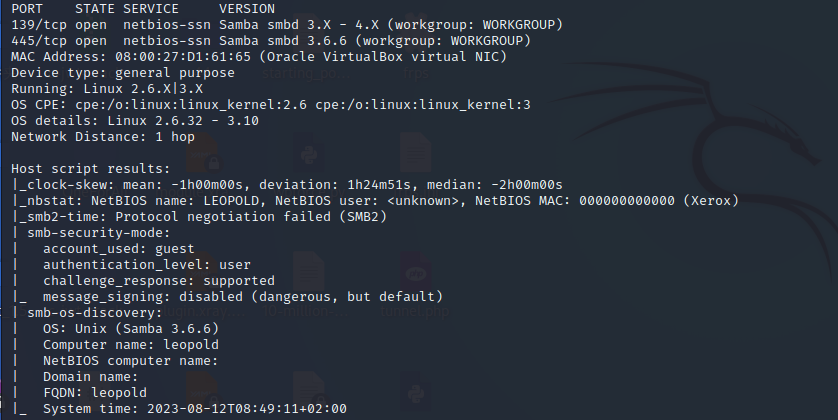 PORT    STATE SERVICE     VERSION
139/tcp open  netbios-ssn Samba smbd 3.X - 4.X (workgroup: WORKGROUP)
445/tcp open  netbios-ssn Samba smbd 3.6.6 (workgroup: WORKGROUP)
MAC Address: 08:00:27:D1:61:65 (Oracle VirtualBox virtual NIC)
Device type: general purpose
Running: Linux 2.6.X|3.X
OS CPE: cpe:/o:linux:linux_kernel:2.6 cpe:/o:linux:linux_kernel:3
OS details: Linux 2.6.32 - 3.10
Network Distance: 1 hop

Host script results:
|_clock-skew: mean: -1h00m00s, deviation: 1h24m51s, median: -2h00m00s
|_nbstat: NetBIOS name: LEOPOLD, NetBIOS user: <unknown>, NetBIOS MAC: 000000000000 (Xerox)
|_smb2-time: Protocol negotiation failed (SMB2)
| smb-security-mode:
|   account_used: guest
|   authentication_level: user
|   challenge_response: supported
|_  message_signing: disabled (dangerous, but default)
| smb-os-discovery:
|   OS: Unix (Samba 3.6.6)
|   Computer name: leopold
|   NetBIOS computer name:
|   Domain name:
|   FQDN: leopold
|_  System time: 2023-08-12T08:49:11+02:00